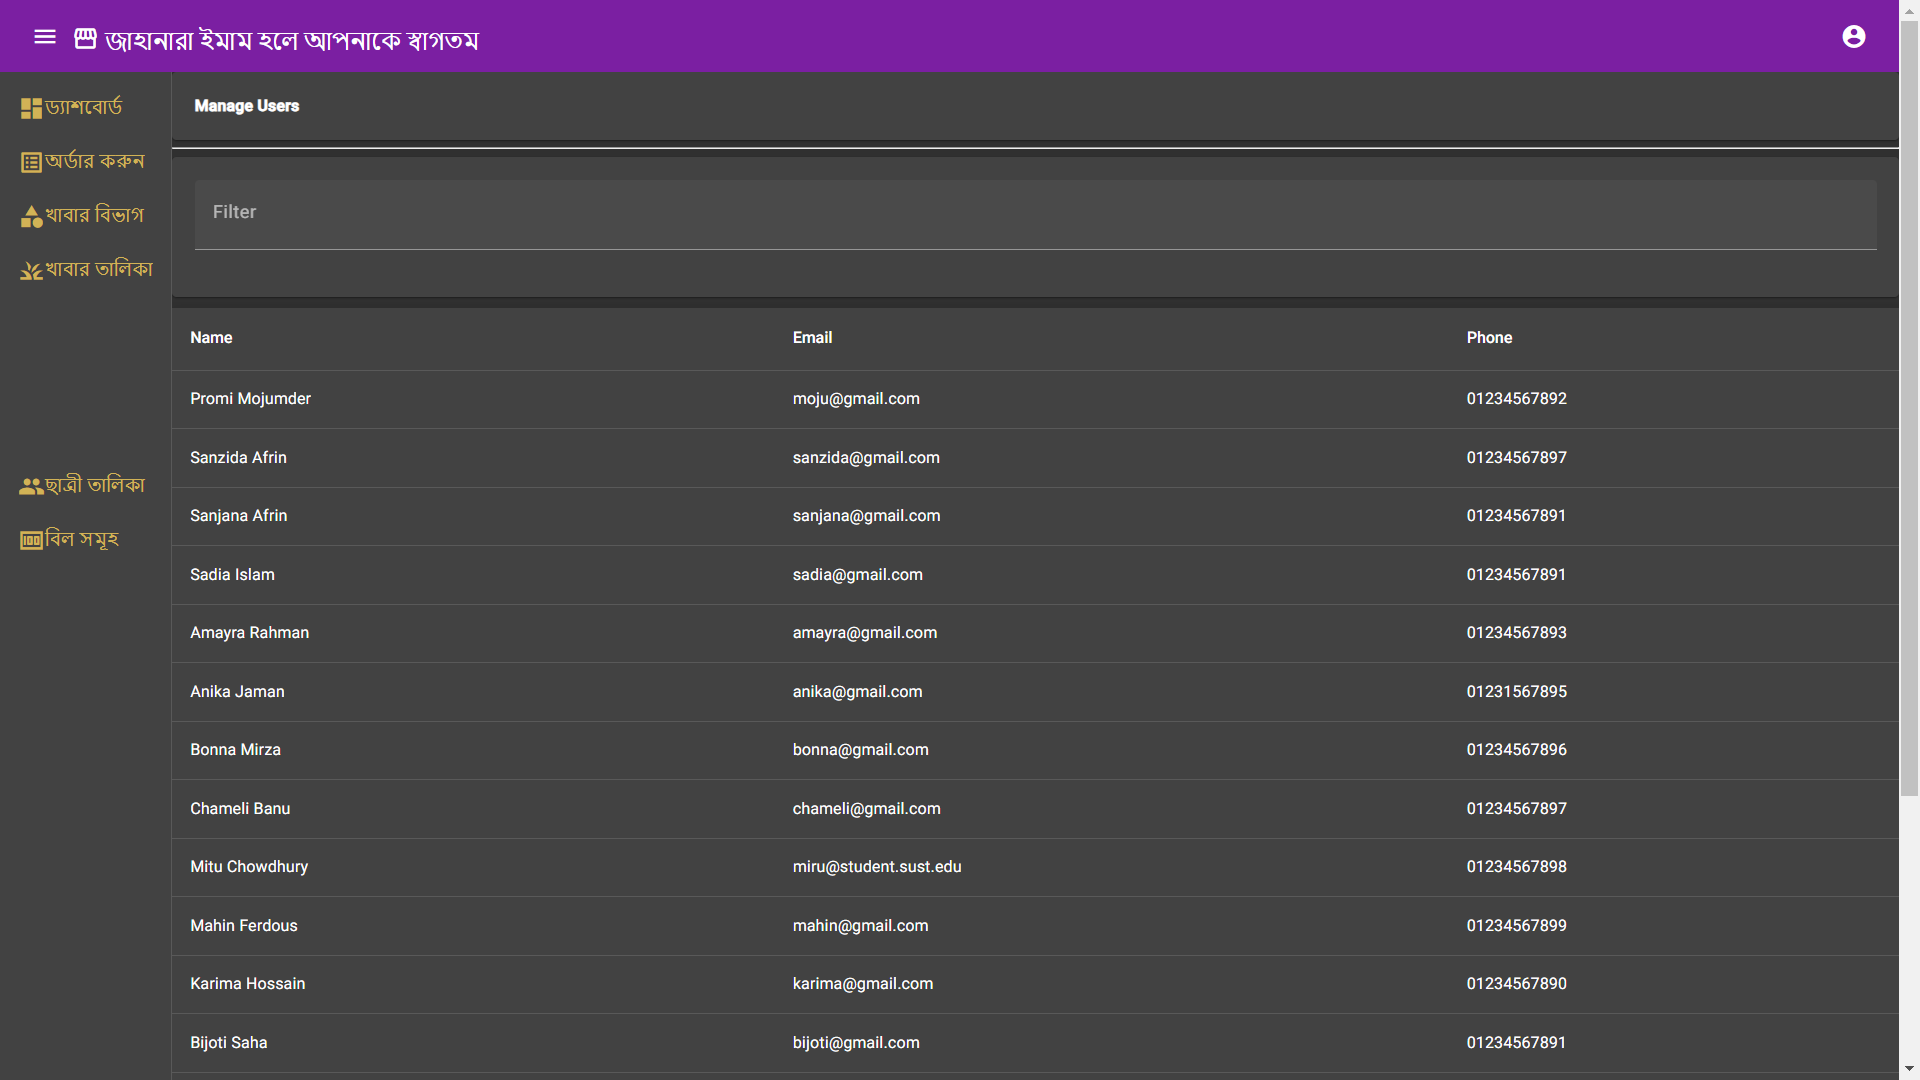 জাহানারা ইমাম হলে আপনাকে স্বাগতম
ড্যাশবোর্ড
অর্ডার করুন
খাবার বিভাগ
খাবার তালিকা
ছাত্রী তালিকা
বিল সমূহ
Manage Users
Filter
Name Email Phone
Promi Mojumder moju@gmail.com 01234567892
Sanzida Afrin sanzida@gmail.com 01234567897
Sanjana Afrin sanjana@gmail.com 01234567891
Sadia Islam sadia@gmail.com 01234567891
Amayra Rahman amayra@gmail.com 01234567893
Anika Jaman anika@gmail.com 01231567895
Bonna Mirza bonna@gmail.com 01234567896
Chameli Banu chameli@gmail.com 01234567897
Mitu Chowdhury miru@student.sust.edu 01234567898
Mahin Ferdous mahin@gmail.com 01234567899
Karima Hossain karima@gmail.com 01234567890
Bijoti Saha bijoti@gmail.com 01234567891